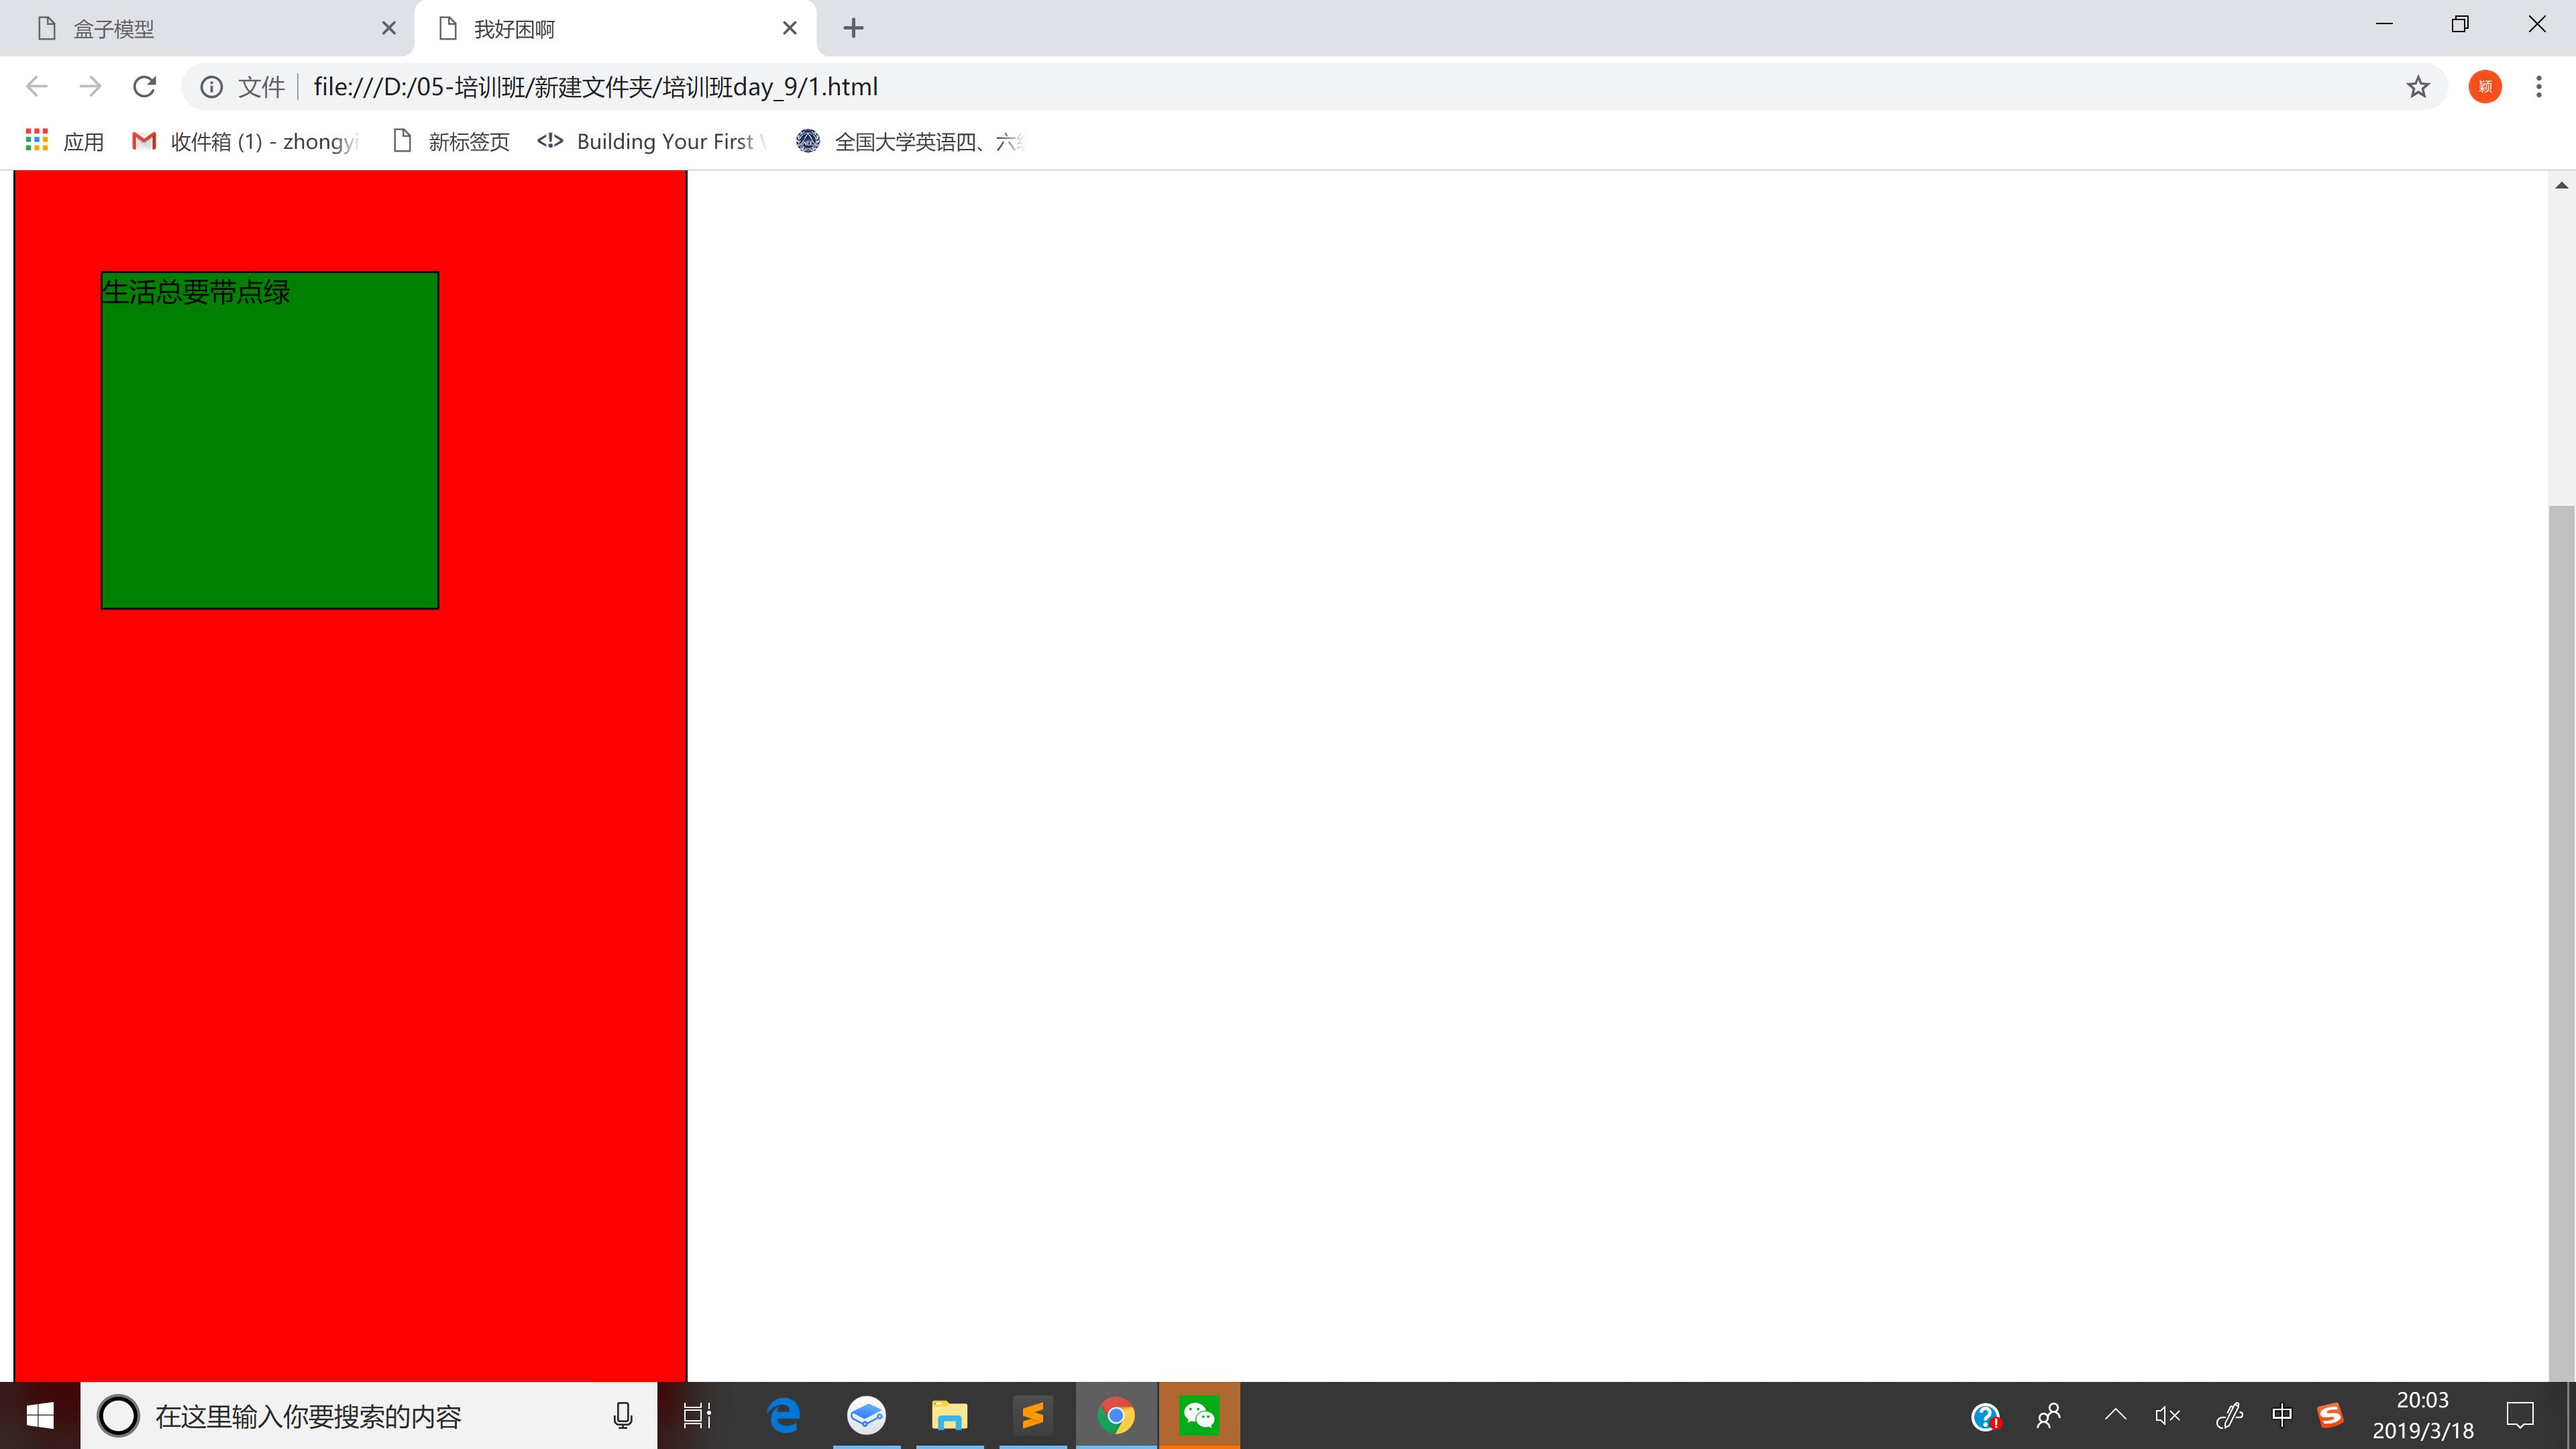 盒子模型
我好困啊
文件 file:///D:/05-培训班/新建文件夹/培训班day_9/1.html
颖
应用 收件箱 (1) - zhongyi 新标签页 Building Your First 全国大学英语四、六
生活总要带点绿
在这里输入你要搜索的内容
中
20:03
2019/3/18